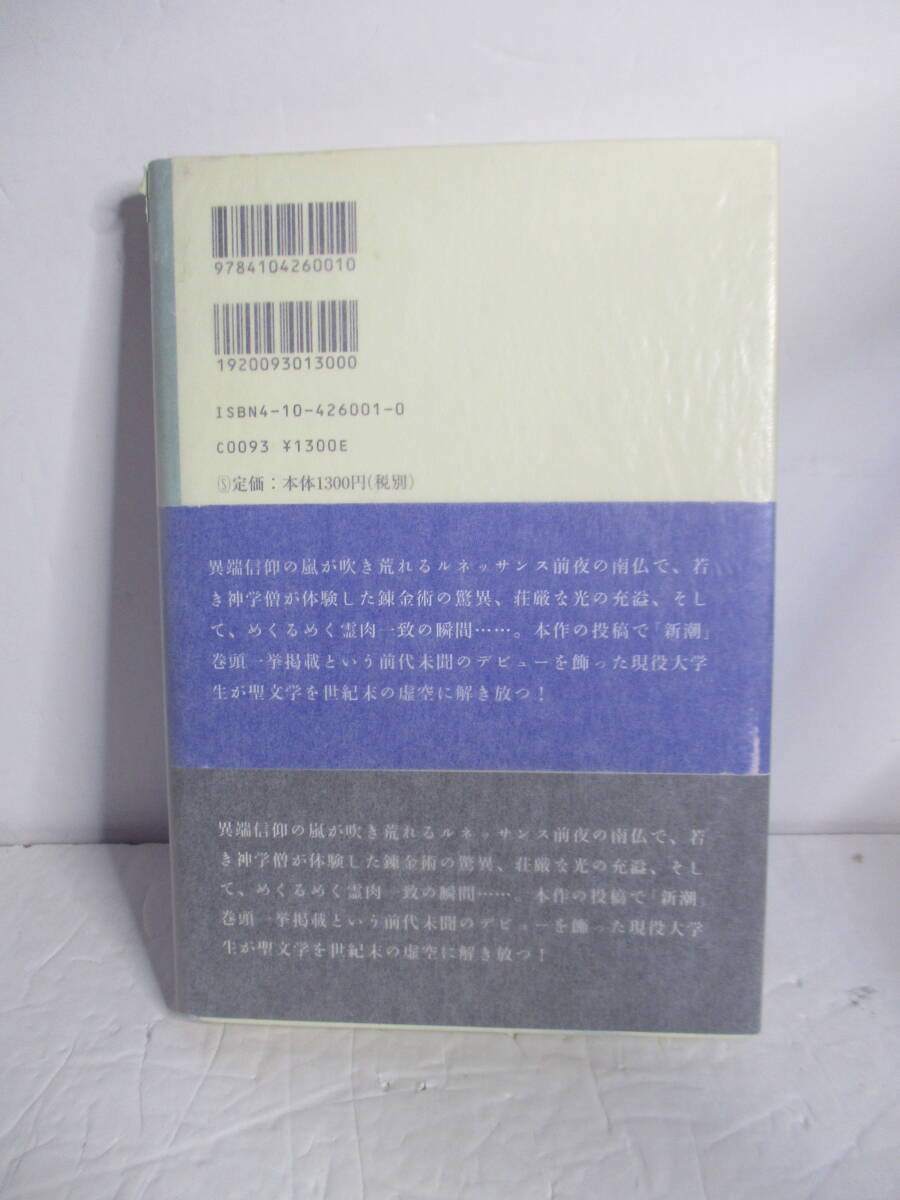 9784104260010
1920093013000
ISBN4-10-426001-0
C0093 ¥1300E
Ⓢ定価：本体1300円(税別)
異端信仰の嵐が吹き荒れるルネッサンス前夜の南仏で、若
き神学僧が体験した錬金術の驚異、荘厳な光の充溢、そし
て、めくるめく霊肉一致の瞬間……。本作の投稿で「新潮」
巻頭一挙掲載という前代未聞のデビューを飾った現役大学
生が聖文学を世紀末の虚空に解き放つ！
異端信仰の嵐が吹き荒れるルネッサンス前夜の南仏で、若
き神学僧が体験した錬金術の驚異、荘厳な光の充溢、そし
て、めくるめく霊肉一致の瞬間……。本作の投稿で「新潮」
巻頭一挙掲載という前代未聞のデビューを飾った現役大学
生が聖文学を世紀末の虚空に解き放つ！